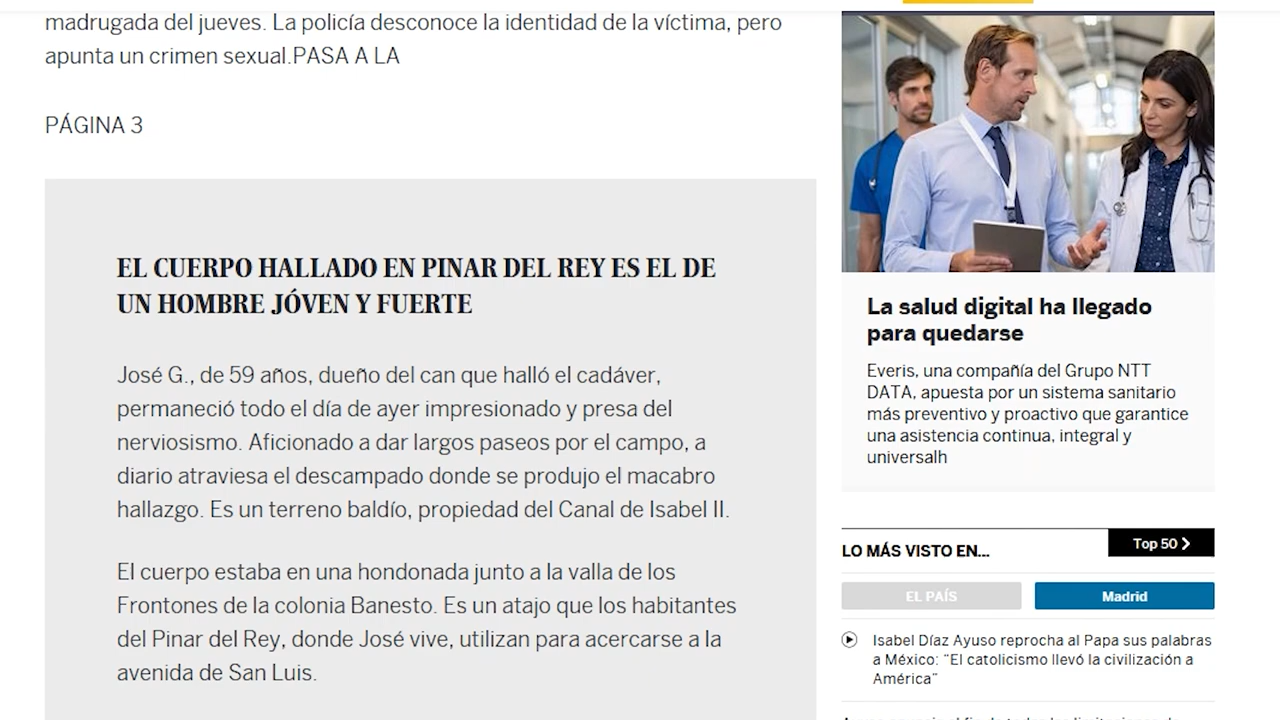 madrugada del jueves. La policía desconoce la identidad de la víctima, pero
apunta un crimen sexual.PASA A LA
PÁGINA 3
EL CUERPO HALLADO EN PINAR DEL REY ES EL DE
UN HOMBRE JÓVEN Y FUERTE
José G., de 59 años, dueño del can que halló el cadáver,
permaneció todo el día de ayer impresionado y presa del
nerviosismo. Aficionado a dar largos paseos por el campo, a
diario atraviesa el descampado donde se produjo el macabro
hallazgo. Es un terreno baldío, propiedad del Canal de Isabel II.
El cuerpo estaba en una hondonada junto a la valla de los
Frontones de la colonia Banesto. Es un atajo que los habitantes
del Pinar del Rey, donde José vive, utilizan para acercarse a la
avenida de San Luis.
La salud digital ha llegado
para quedarse
Everis, una compañía del Grupo NTT
DATA, apuesta por un sistema sanitario
más preventivo y proactivo que garantice
una asistencia continua, integral y
universalh
LO MÁS VISTO EN...
Top 50
EL PAÍS
Madrid
Isabel Díaz Ayuso reprocha al Papa sus palabras
a México: “El catolicismo llevó la civilización a
América”